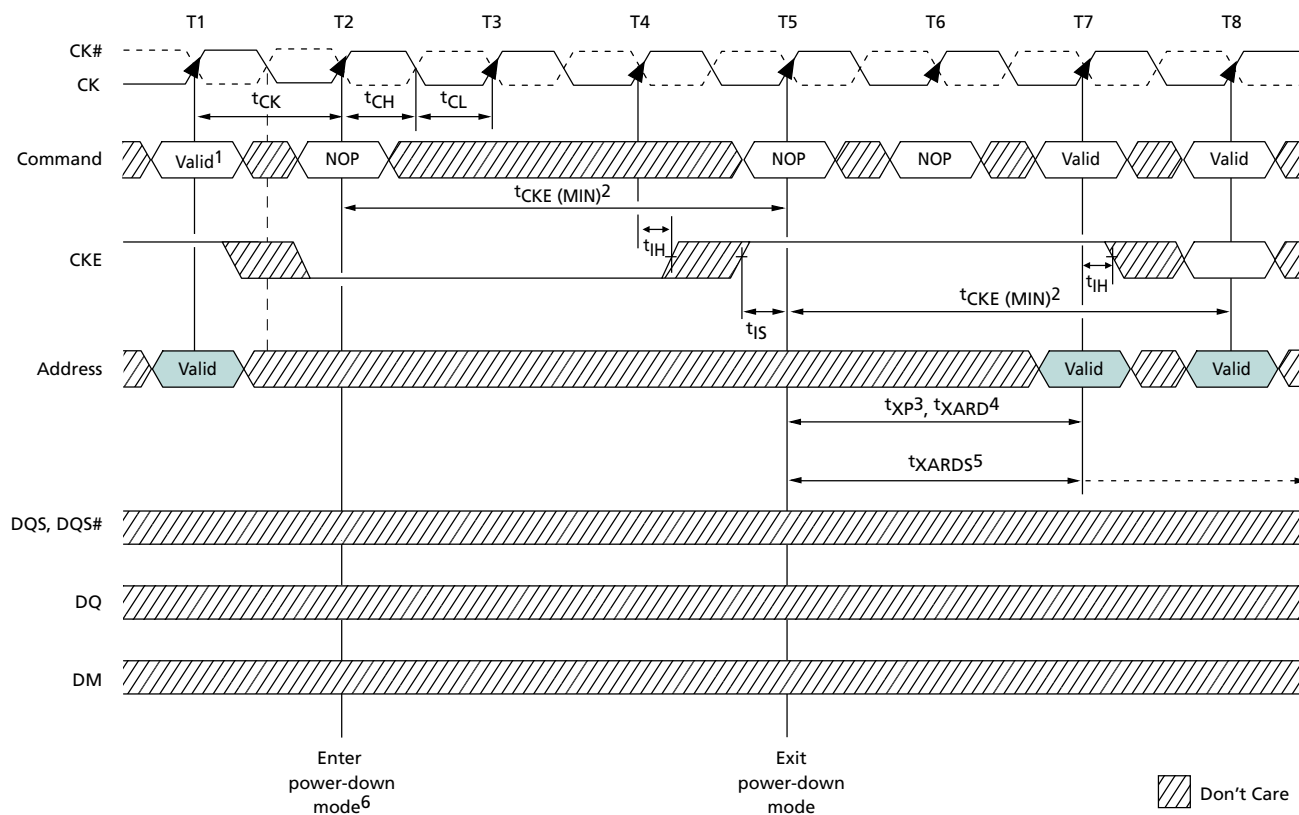 T1 T2 T3 T4 T5 T6 T7 T8
CK#
CK
tCK tCH tCL
Command Valid1 NOP NOP NOP Valid Valid
tCKE (MIN)2
CKE
tIH tIH
tCKE (MIN)2
tIS
Address Valid Valid Valid
tXP3, tXARD4
tXARDS5
DQS, DQS#
DQ
DM
Enter
power-down
mode6
Exit
power-down
mode
Don't Care